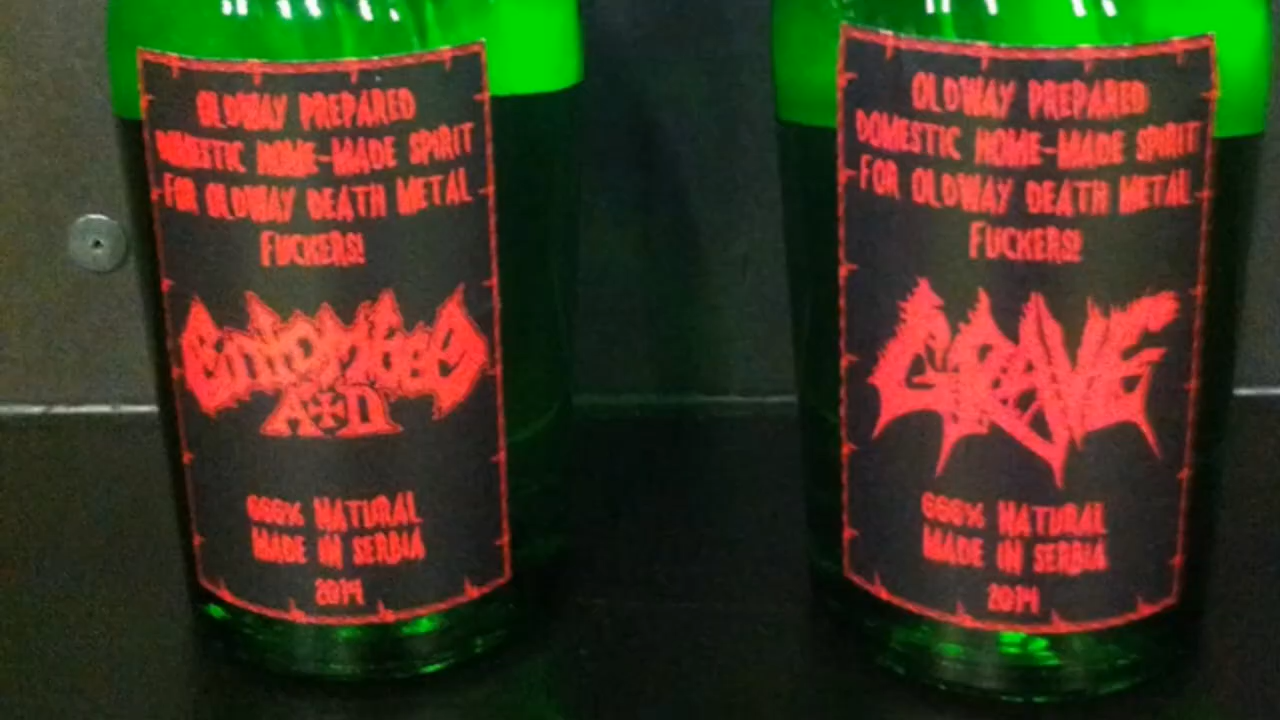 OLDWAY PREPARED
DOMESTIC HOME-MADE SPIRIT
FOR OLDWAY DEATH METAL
FUCKERS!
ENTOMBED
A†D
666% NATURAL
MADE IN SERBIA
2014
OLDWAY PREPARED
DOMESTIC HOME-MADE SPIRIT
FOR OLDWAY DEATH METAL
FUCKERS!
GRAVE
666% NATURAL
MADE IN SERBIA
2014